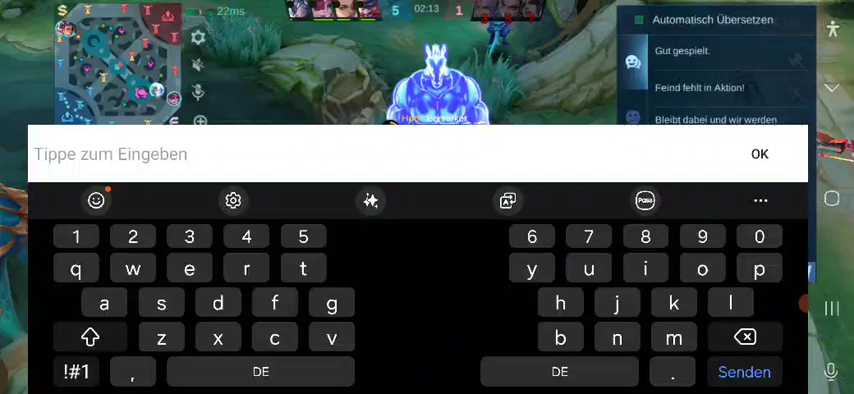 22ms
5 02:13 1
Automatisch Übersetzen
Gut gespielt.
Feind fehlt in Aktion!
Bleibt dabei und wir werden
Tippe zum Eingeben OK
Pass
1 2 3 4 5 6 7 8 9 0
q w e r t y u i o p
a s d f g h j k l
z x c v b n m
!#1 , DE DE . Senden